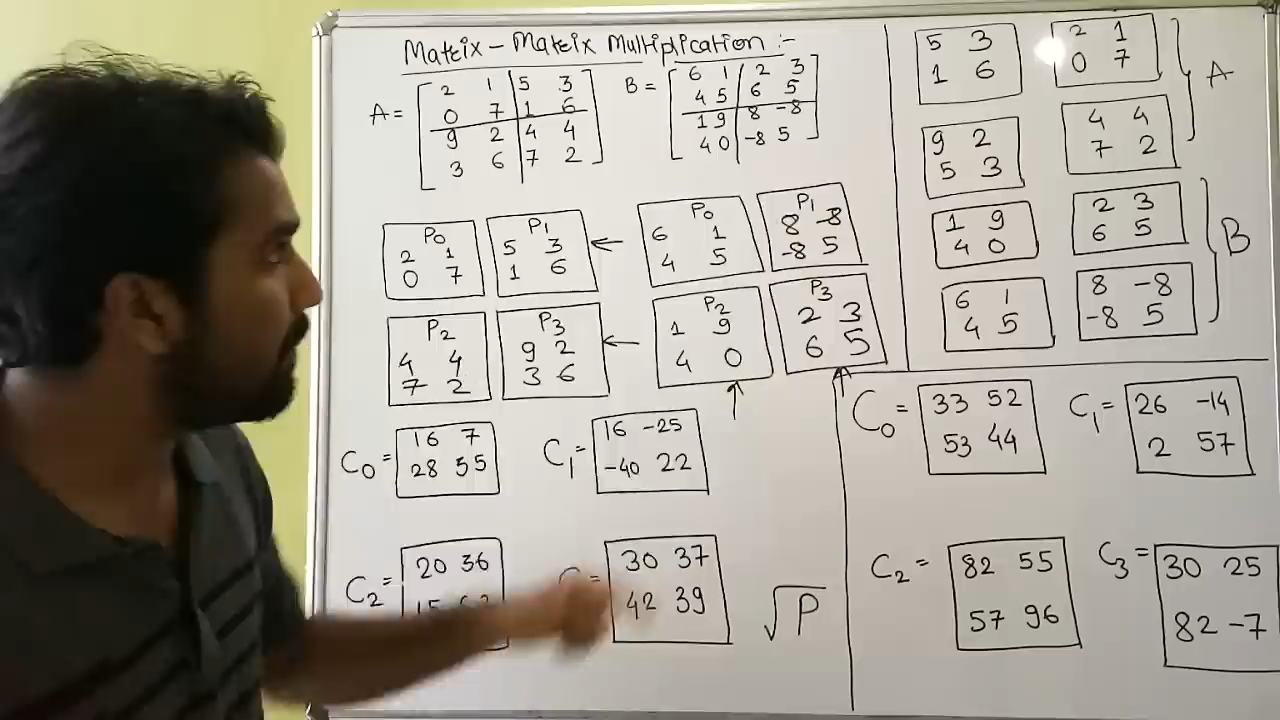 Matrix - Matrix Multiplication :-
A = [ 2 1 | 5 3
0 7 | 1 6
9 2 | 4 4
3 6 | 7 2 ]
B = [ 6 1 | 2 3
4 5 | 6 5
1 9 | 8 -8
4 0 | -8 5 ]
P0
2 1
0 7
P1
5 3
1 6
←
P0
6 1
4 5
P1
8 -8
-8 5
P2
4 4
7 2
P3
9 2
3 6
←
P2
1 9
4 0
P3
2 3
6 5
↑ ↑
C0 =
16 7
28 35
C1 =
16 -25
-40 22
C2 =
20 36
30 37
42 39
√P
5 3
1 6
2 1
0 7
9 2
5 3
4 4
7 2
} A
1 9
4 0
2 3
6 5
6 1
4 5
8 -8
-8 5
} B
C0 =
33 52
53 44
C1 =
26 -14
2 57
C2 =
82 55
57 96
C3 =
30 25
82 -7